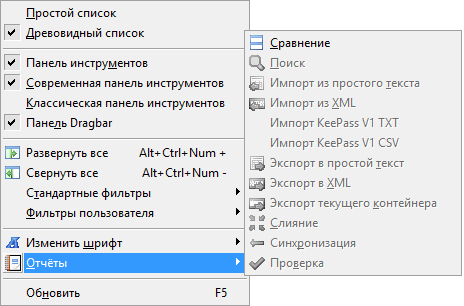 Простой список
Древовидный список
Панель инструментов
Современная панель инструментов
Классическая панель инструментов
Панель Dragbar
Развернуть все Alt+Ctrl+Num +
Свернуть все Alt+Ctrl+Num -
Стандартные фильтры
Фильтры пользователя
Изменить шрифт
Отчёты
Обновить F5
Сравнение
Поиск
Импорт из простого текста
Импорт из XML
Импорт KeePass V1 TXT
Импорт KeePass V1 CSV
Экспорт в простой текст
Экспорт в XML
Экспорт текущего контейнера
Слияние
Синхронизация
Проверка